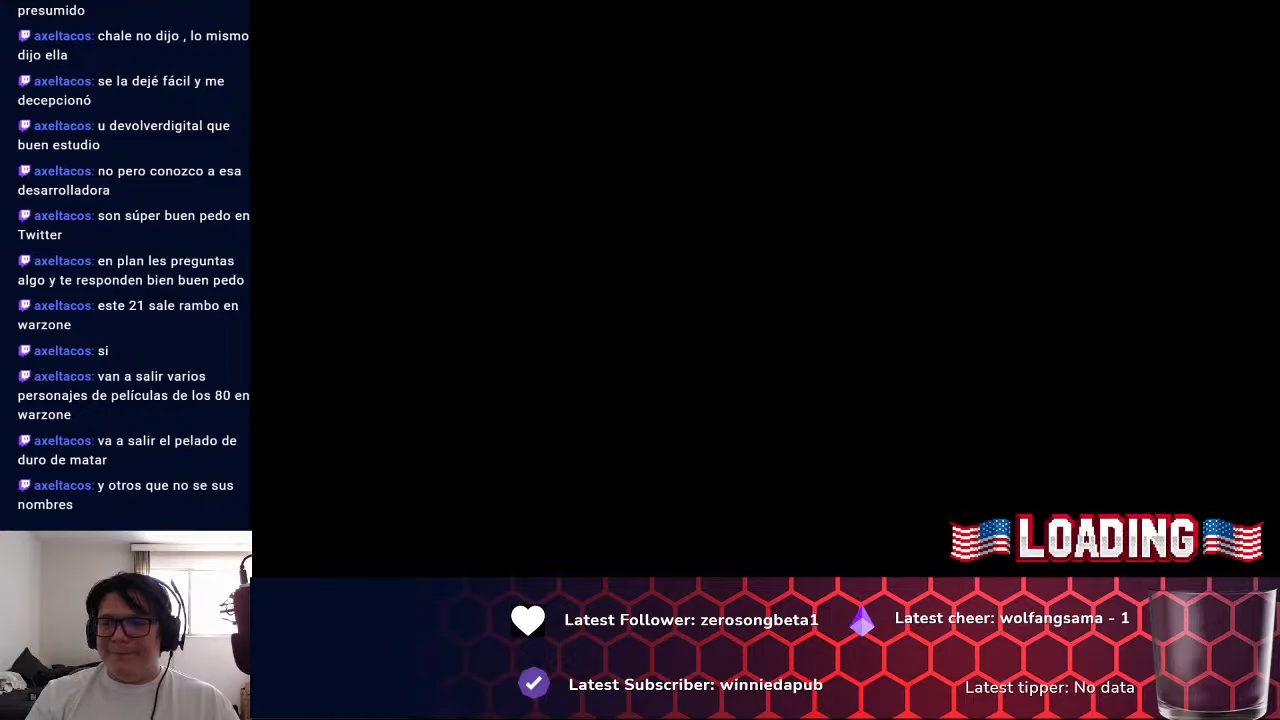 presumido
axeltacos: chale no dijo , lo mismo
dijo ella
axeltacos: se la dejé fácil y me
decepcionó
axeltacos: u devolverdigital que
buen estudio
axeltacos: no pero conozco a esa
desarrolladora
axeltacos: son súper buen pedo en
Twitter
axeltacos: en plan les preguntas
algo y te responden bien buen pedo
axeltacos: este 21 sale rambo en
warzone
axeltacos: si
axeltacos: van a salir varios
personajes de películas de los 80 en
warzone
axeltacos: va a salir el pelado de
duro de matar
axeltacos: y otros que no se sus
nombres
LOADING
Latest Follower: zerosongbeta1
Latest cheer: wolfangsama - 1
Latest Subscriber: winniedapub
Latest tipper: No data